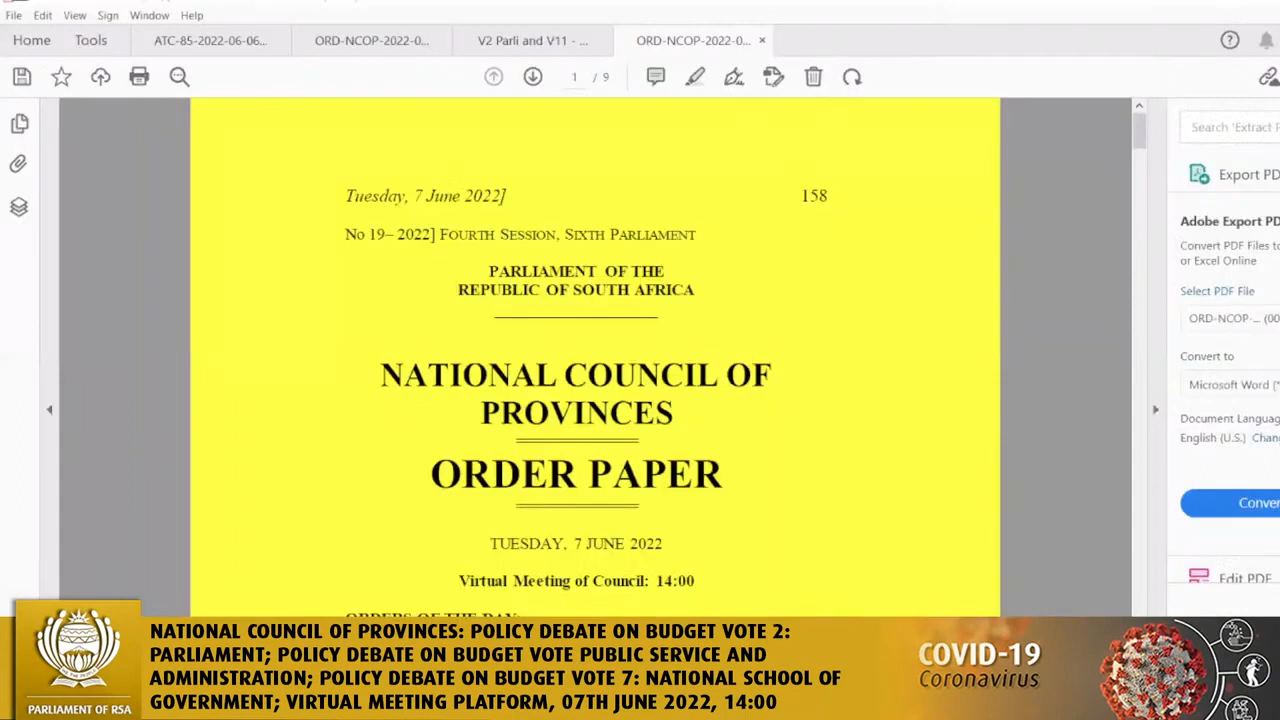 File Edit View Sign Window Help
Home Tools ATC-85-2022-06-06... ORD-NCOP-2022-0... V2 Parli and V11 - ... ORD-NCOP-2022-0... ×
1 / 9
Search 'Extract P
Export PD
Tuesday, 7 June 2022] 158
No 19– 2022] FOURTH SESSION, SIXTH PARLIAMENT
Adobe Export PD
Convert PDF Files to
or Excel Online
PARLIAMENT OF THE
REPUBLIC OF SOUTH AFRICA
Select PDF File
ORD-NCOP-... (00
Convert to
Microsoft Word (*
NATIONAL COUNCIL OF
PROVINCES
Document Languag
English (U.S.) Chan
ORDER PAPER
Conver
TUESDAY, 7 JUNE 2022
Virtual Meeting of Council: 14:00
Edit PDF
ORDERS OF THE DAY
NATIONAL COUNCIL OF PROVINCES: POLICY DEBATE ON BUDGET VOTE 2:
PARLIAMENT; POLICY DEBATE ON BUDGET VOTE PUBLIC SERVICE AND
ADMINISTRATION; POLICY DEBATE ON BUDGET VOTE 7: NATIONAL SCHOOL OF
GOVERNMENT; VIRTUAL MEETING PLATFORM, 07TH JUNE 2022, 14:00
PARLIAMENT OF RSA
COVID-19
Coronavirus